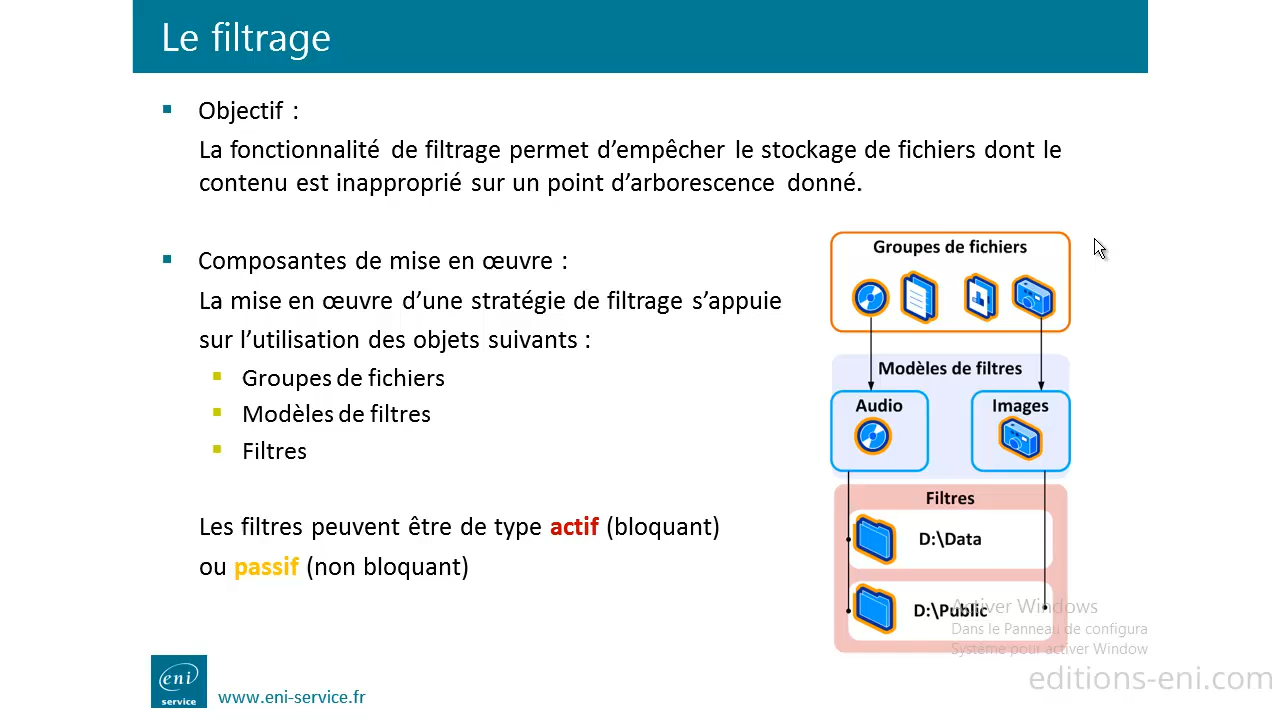 Le filtrage
Objectif :
La fonctionnalité de filtrage permet d’empêcher le stockage de fichiers dont le
contenu est inapproprié sur un point d’arborescence donné.
Composantes de mise en œuvre :
La mise en œuvre d’une stratégie de filtrage s’appuie
sur l’utilisation des objets suivants :
Groupes de fichiers
Modèles de filtres
Filtres
Les filtres peuvent être de type actif (bloquant)
ou passif (non bloquant)
Groupes de fichiers
Modèles de filtres
Audio
Images
Filtres
D:\Data
D:\Public
Activer Windows
Dans le Panneau de configura
Système pour activer Window
eni
service
www.eni-service.fr
editions-eni.com